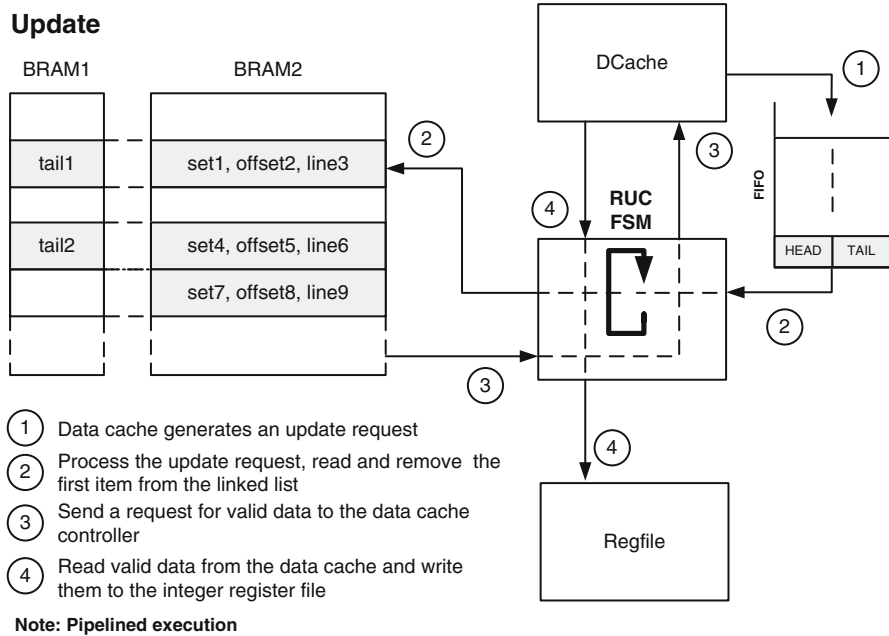 Update
BRAM1
BRAM2
DCache
1
tail1
set1, offset2, line3
2
3
FIFO
4
RUC
FSM
tail2
set4, offset5, line6
HEAD
TAIL
set7, offset8, line9
2
3
1 Data cache generates an update request
4
2 Process the update request, read and remove the
first item from the linked list
3 Send a request for valid data to the data cache
controller
Regfile
4 Read valid data from the data cache and write
them to the integer register file
Note: Pipelined execution